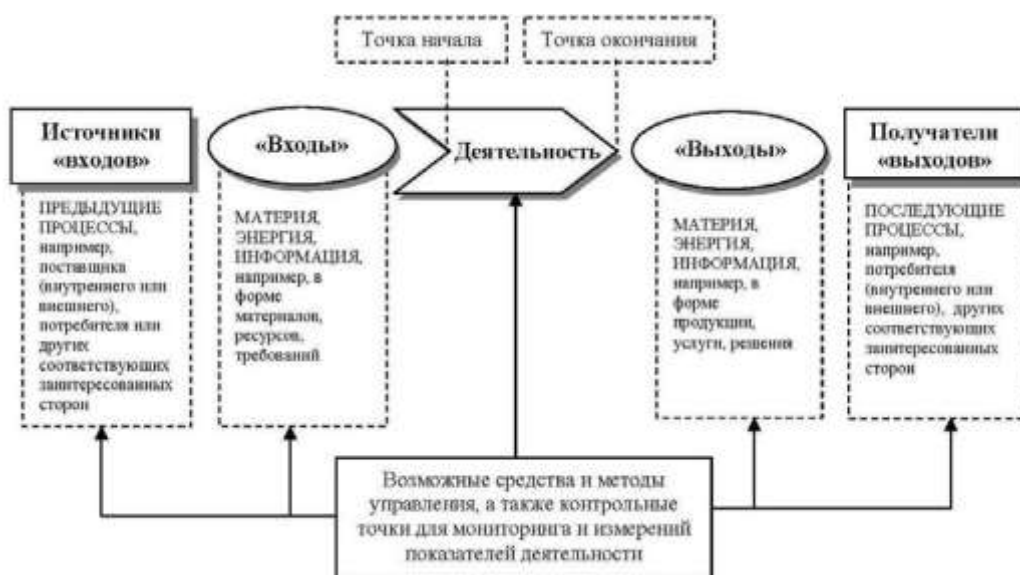 Точка начала
Точка окончания
Источники
«входов»
«Входы»
Деятельность
«Выходы»
Получатели
«выходов»
ПРЕДЫДУЩИЕ
ПРОЦЕССЫ,
например,
поставщика
(внутреннего или
внешнего),
потребителя или
других
соответствующих
заинтересованных
сторон
МАТЕРИЯ,
ЭНЕРГИЯ,
ИНФОРМАЦИЯ,
например, в
форме
материалов,
ресурсов,
требований
МАТЕРИЯ,
ЭНЕРГИЯ,
ИНФОРМАЦИЯ,
например, в
форме
продукции,
услуги, решения
ПОСЛЕДУЮЩИЕ
ПРОЦЕССЫ,
например,
потребителя
(внутреннего или
внешнего), других
соответствующих
заинтересованных
сторон
Возможные средства и методы
управления, а также контрольные
точки для мониторинга и измерений
показателей деятельности